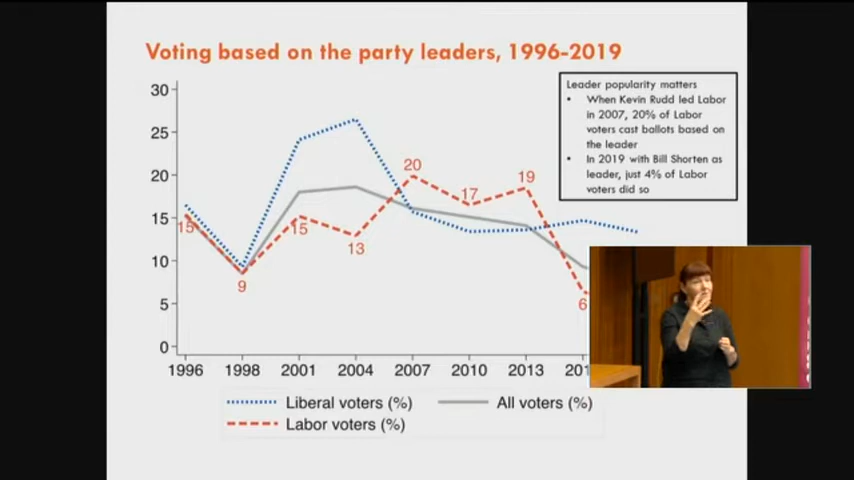 Voting based on the party leaders, 1996-2019
Leader popularity matters
• When Kevin Rudd led Labor
in 2007, 20% of Labor
voters cast ballots based on
the leader
• In 2019 with Bill Shorten as
leader, just 4% of Labor
voters did so
30
25
20
15
10
5
0
15
9
15
13
20
17
19
6
1996 1998 2001 2004 2007 2010 2013
Liberal voters (%) All voters (%)
Labor voters (%)